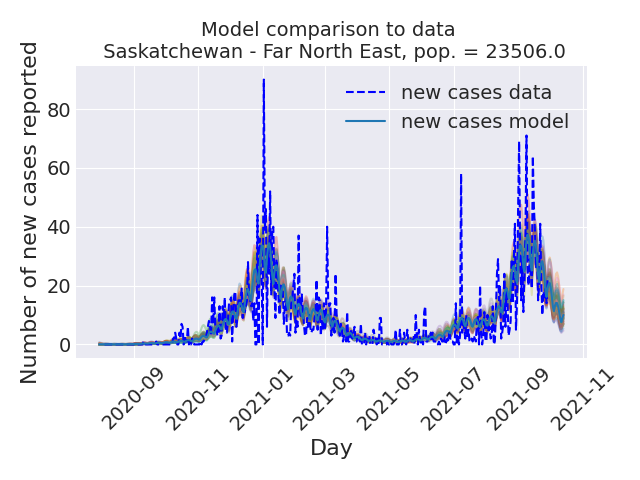 Model comparison to data
Saskatchewan - Far North East, pop. = 23506.0
Number of new cases reported
80
60
40
20
0
new cases data
new cases model
2020-09
2020-11
2021-01
2021-03
2021-05
2021-07
2021-09
2021-11
Day